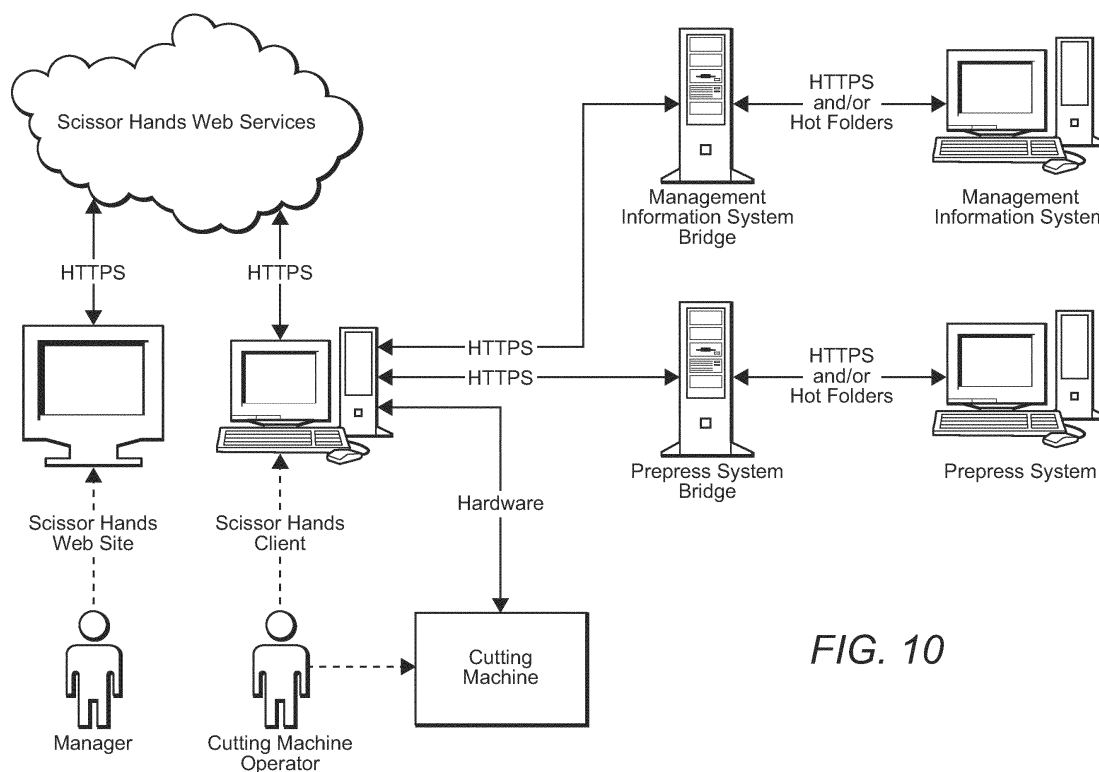 Scissor Hands Web Services
HTTPS
HTTPS
HTTPS
and/or
Hot Folders
Management
Information System
Bridge
Management
Information System
HTTPS
HTTPS
HTTPS
and/or
Hot Folders
Prepress System
Bridge
Prepress System
Hardware
Scissor Hands
Web Site
Scissor Hands
Client
Cutting
Machine
Manager
Cutting Machine
Operator
FIG. 10